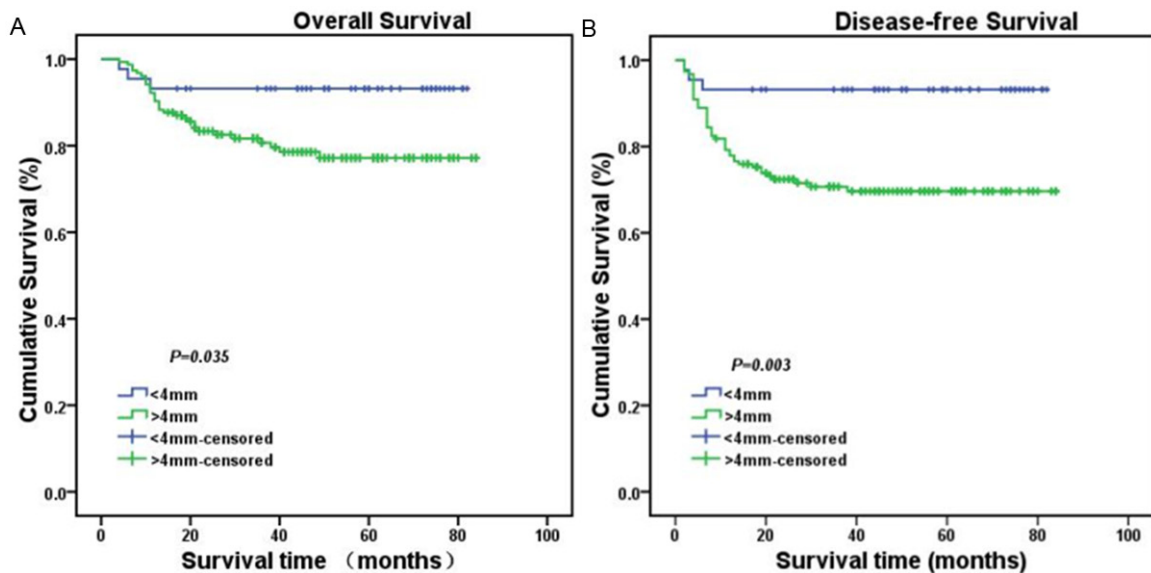 A
Overall Survival
Cumulative Survival (%)
1.0
0.8
0.6
0.4
0.2
0.0
P=0.035
<4mm
>4mm
<4mm-censored
>4mm-censored
0 20 40 60 80 100
Survival time （months）
B
Disease-free Survival
Cumulative Survival (%)
1.0
0.8
0.6
0.4
0.2
0.0
P=0.003
<4mm
>4mm
<4mm-censored
>4mm-censored
0 20 40 60 80 100
Survival time (months)